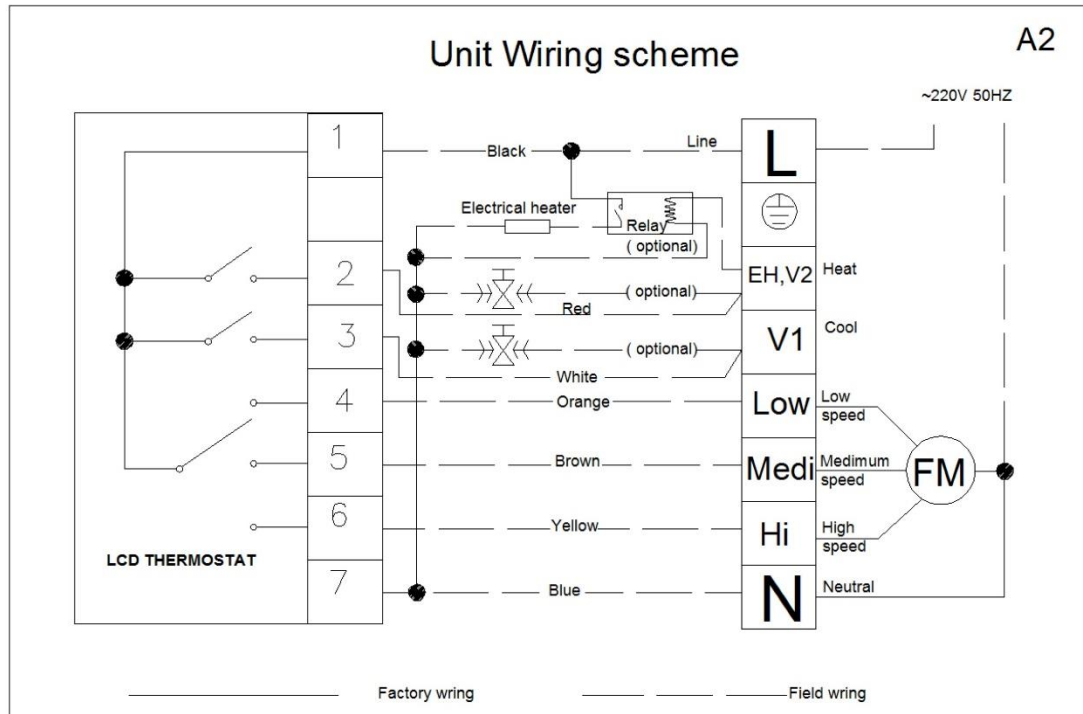 Unit Wiring scheme
A2
~220V 50HZ
1
Black
Line
L
Electrical heater
Relay
( optional)
2
EH,V2
Heat
( optional)
Red
3
V1
Cool
( optional)
White
4
Orange
Low
Low
speed
5
Brown
Medi
Medimum
speed
FM
6
Yellow
Hi
High
speed
LCD THERMOSTAT
7
Blue
N
Neutral
Factory wiring
Field wiring